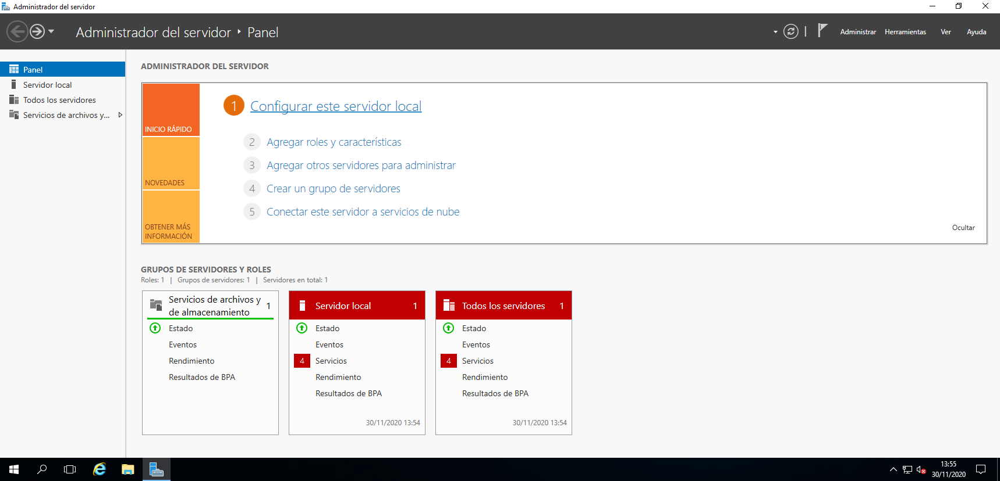 Administrador del servidor
Administrador del servidor ‣ Panel
Administrar Herramientas Ver Ayuda
Panel
Servidor local
Todos los servidores
Servicios de archivos y...
ADMINISTRADOR DEL SERVIDOR
INICIO RÁPIDO
NOVEDADES
OBTENER MÁS
INFORMACIÓN
1 Configurar este servidor local
2 Agregar roles y características
3 Agregar otros servidores para administrar
4 Crear un grupo de servidores
5 Conectar este servidor a servicios de nube
Ocultar
GRUPOS DE SERVIDORES Y ROLES
Roles: 1 | Grupos de servidores: 1 | Servidores en total: 1
Servicios de archivos y
de almacenamiento
1
Estado
Eventos
Rendimiento
Resultados de BPA
Servidor local 1
Estado
Eventos
4 Servicios
Rendimiento
Resultados de BPA
30/11/2020 13:54
Todos los servidores 1
Estado
Eventos
4 Servicios
Rendimiento
Resultados de BPA
30/11/2020 13:54
13:55
30/11/2020